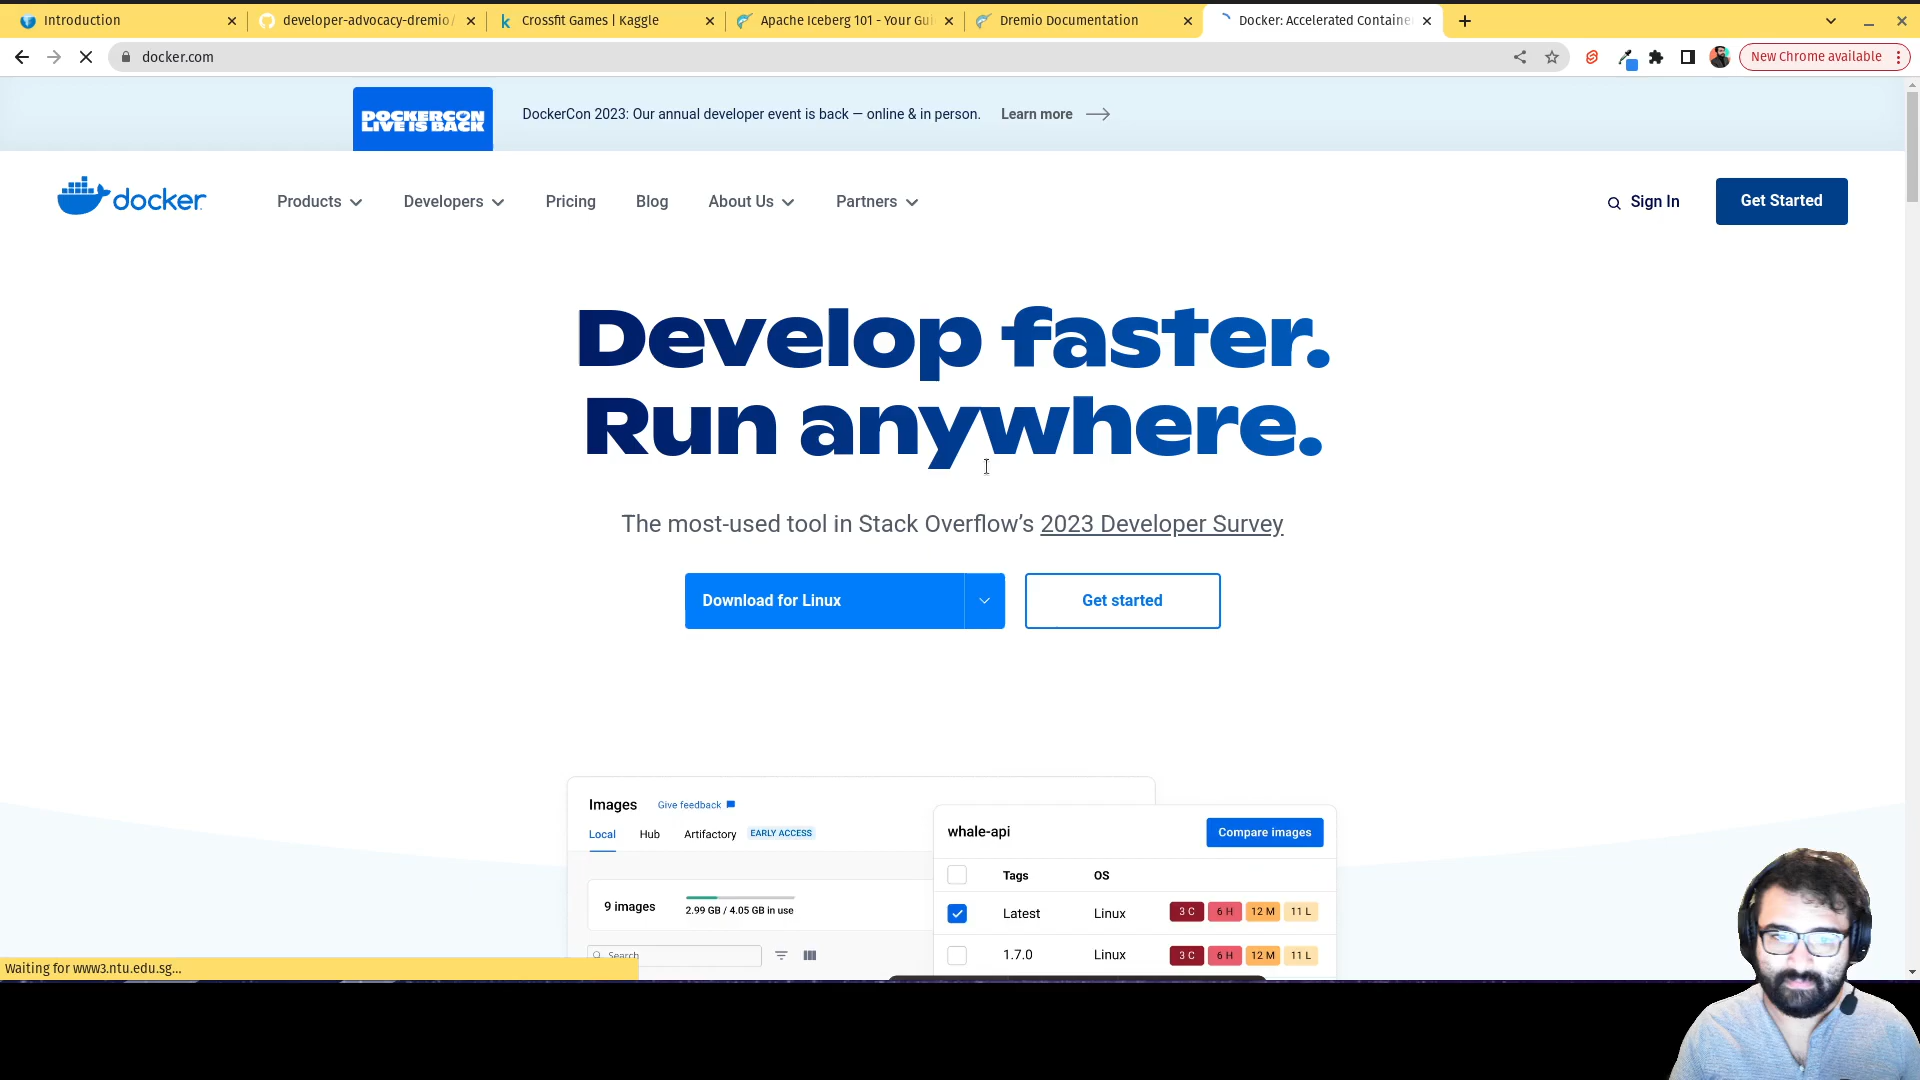 Introduction
developer-advocacy-dremio/
Crossfit Games | Kaggle
Apache Iceberg 101 - Your Gui
Dremio Documentation
Docker: Accelerated Containe
docker.com
New Chrome available
DOCKERCON
LIVE IS BACK
DockerCon 2023: Our annual developer event is back — online & in person.
Learn more
docker
Products
Developers
Pricing
Blog
About Us
Partners
Sign In
Get Started
Develop faster.
Run anywhere.
The most-used tool in Stack Overflow’s 2023 Developer Survey
Download for Linux
Get started
Images
Give feedback
Local
Hub
Artifactory
EARLY ACCESS
9 images
2.99 GB / 4.05 GB in use
Search
whale-api
Compare images
Tags
OS
Latest
Linux
3 C
6 H
12 M
11 L
1.7.0
Linux
3 C
6 H
12 M
11 L
Waiting for www3.ntu.edu.sg...